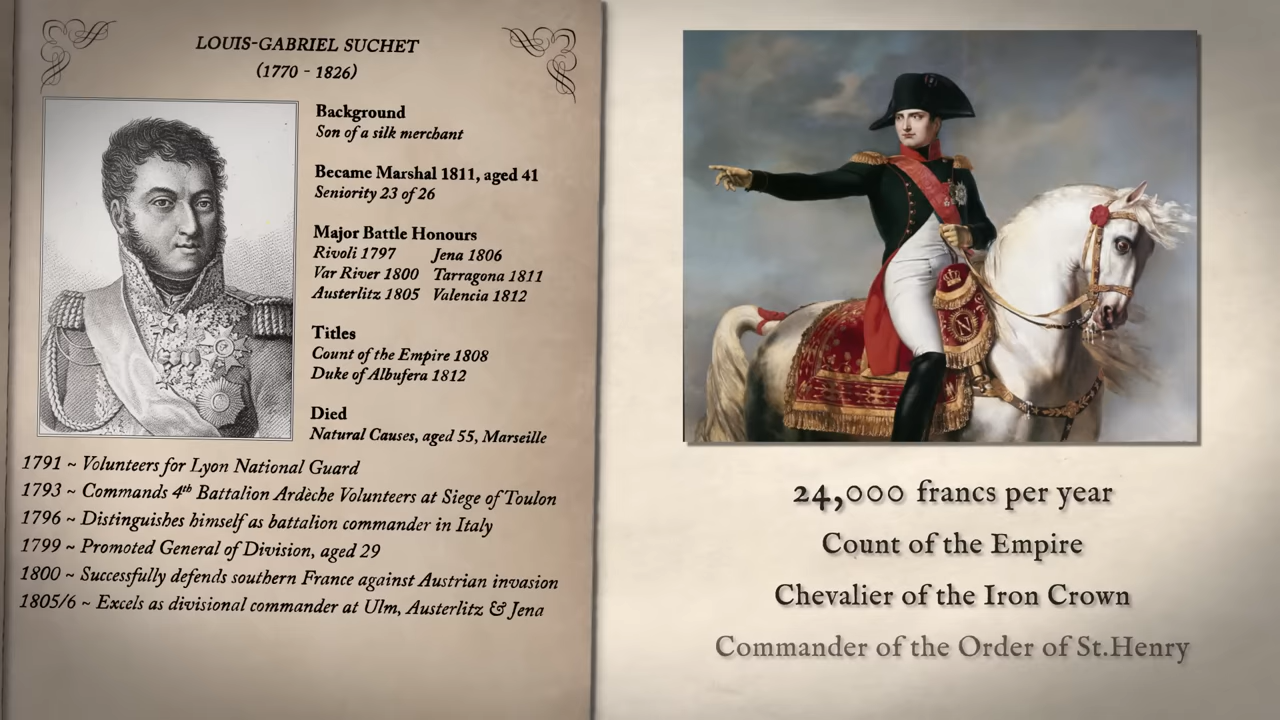 LOUIS-GABRIEL SUCHET
(1770 - 1826)
Background
Son of a silk merchant
Became Marshal 1811, aged 41
Seniority 23 of 26
Major Battle Honours
Rivoli 1797 Jena 1806
Var River 1800 Tarragona 1811
Austerlitz 1805 Valencia 1812
Titles
Count of the Empire 1808
Duke of Albufera 1812
Died
Natural Causes, aged 55, Marseille
1791 ~ Volunteers for Lyon National Guard
1793 ~ Commands 4th Battalion Ardèche Volunteers at Siege of Toulon
1796 ~ Distinguishes himself as battalion commander in Italy
1799 ~ Promoted General of Division, aged 29
1800 ~ Successfully defends southern France against Austrian invasion
1805/6 ~ Excels as divisional commander at Ulm, Austerlitz & Jena
N
24,000 francs per year
Count of the Empire
Chevalier of the Iron Crown
Commander of the Order of St.Henry